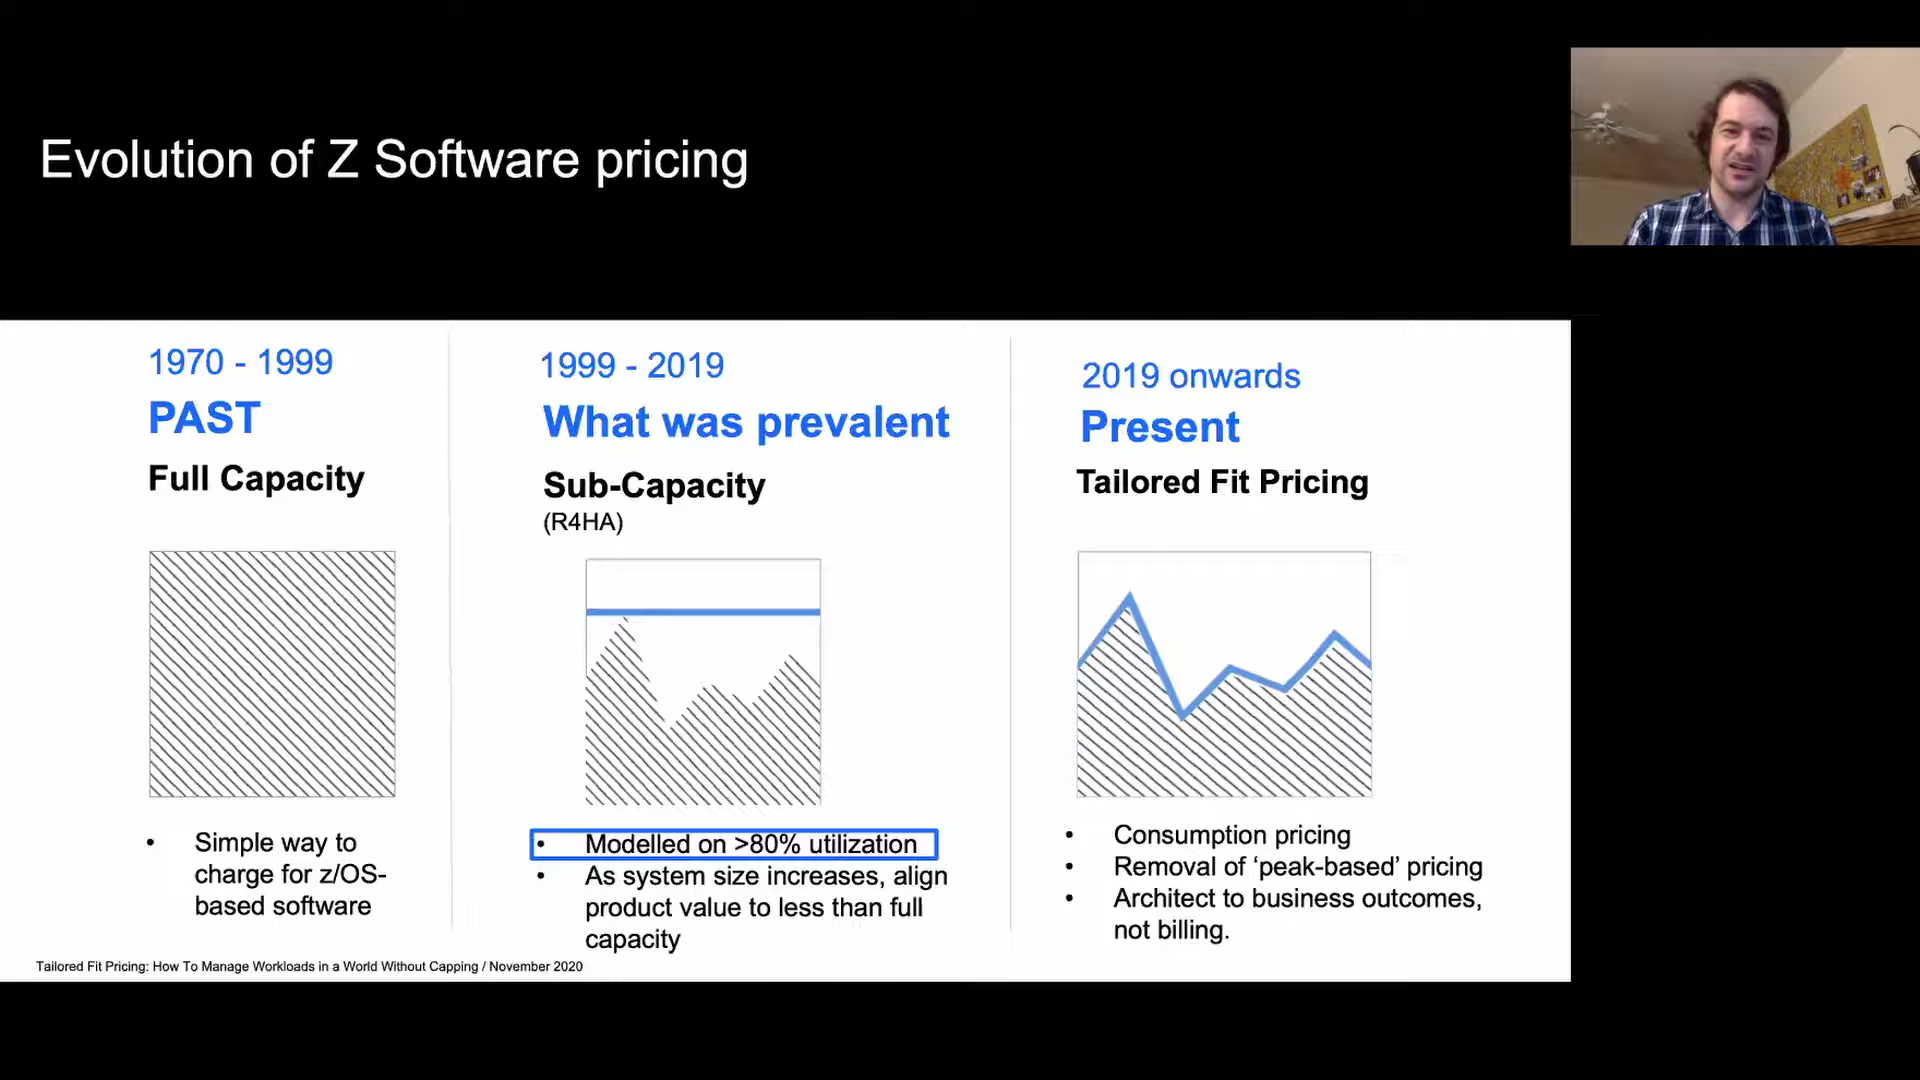 Evolution of Z Software pricing
1970 - 1999
PAST
Full Capacity
• Simple way to
charge for z/OS-
based software
1999 - 2019
What was prevalent
Sub-Capacity
(R4HA)
• Modelled on >80% utilization
• As system size increases, align
product value to less than full
capacity
2019 onwards
Present
Tailored Fit Pricing
• Consumption pricing
• Removal of ‘peak-based’ pricing
• Architect to business outcomes,
not billing.
Tailored Fit Pricing: How To Manage Workloads in a World Without Capping / November 2020